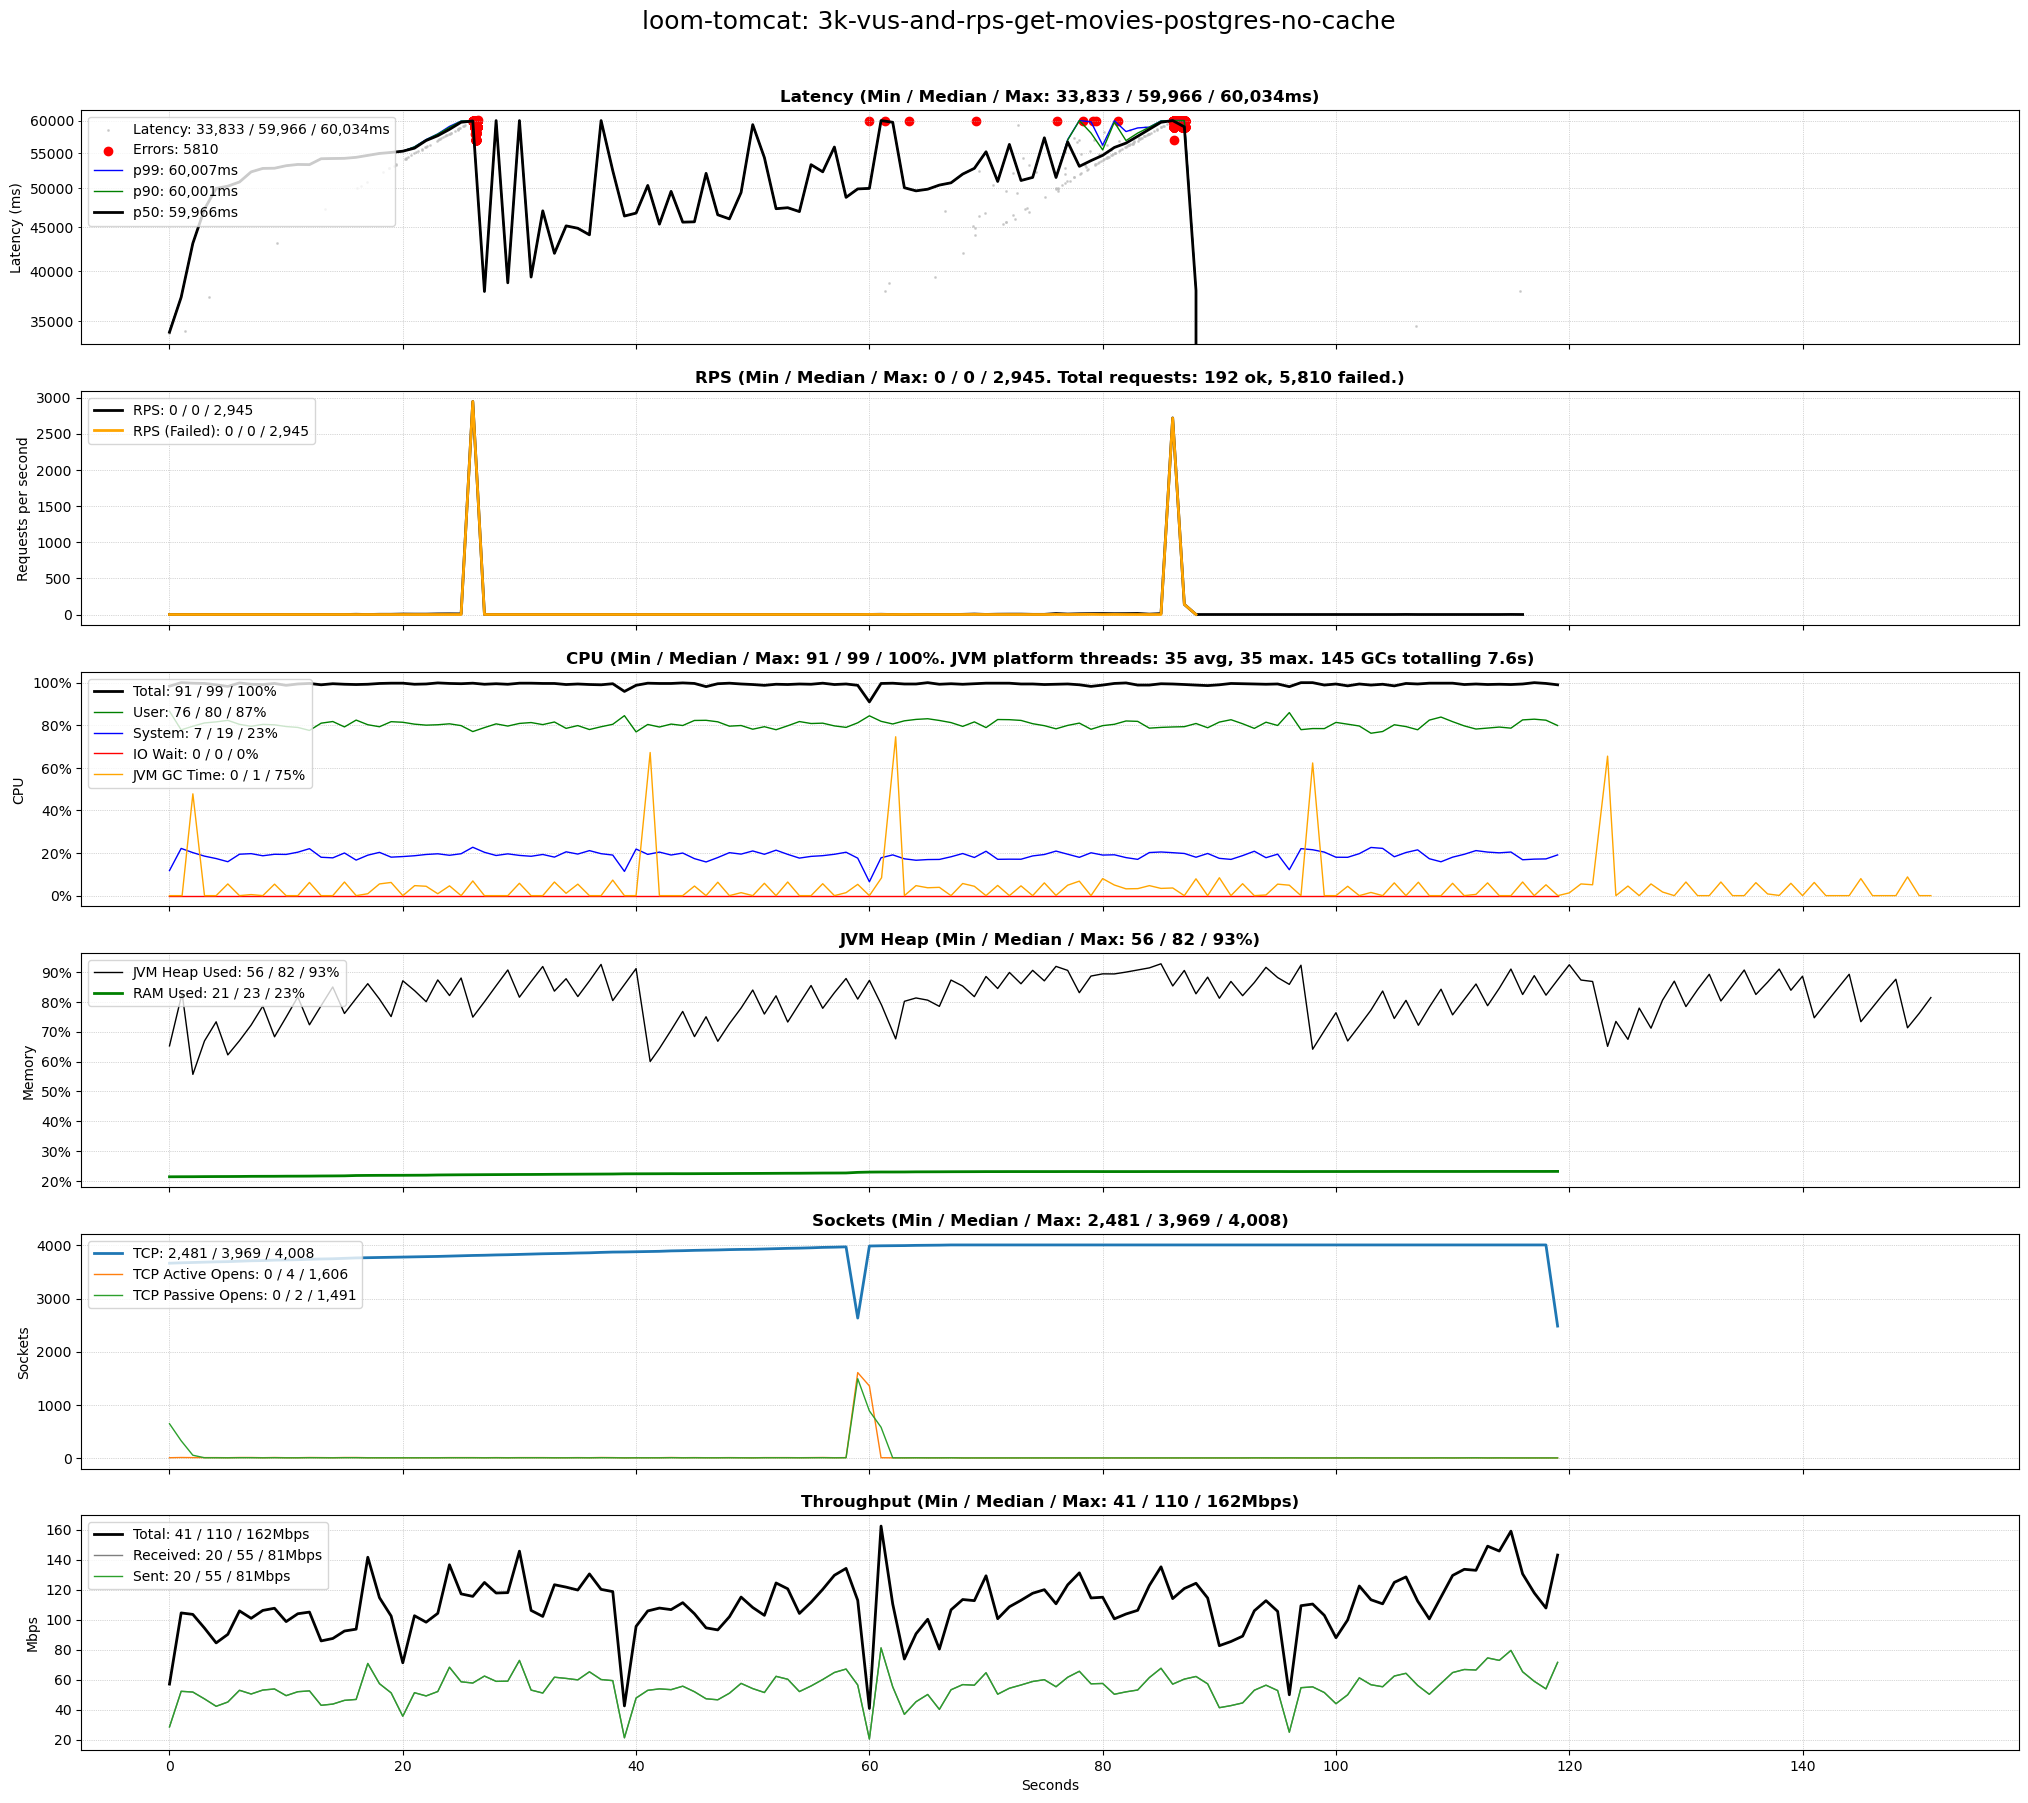 loom-tomcat: 3k-vus-and-rps-get-movies-postgres-no-cache
Latency (Min / Median / Max: 33,833 / 59,966 / 60,034ms)
Latency (ms)
60000
55000
50000
45000
40000
35000
Latency: 33,833 / 59,966 / 60,034ms
Errors: 5810
p99: 60,007ms
p90: 60,001ms
p50: 59,966ms
RPS (Min / Median / Max: 0 / 0 / 2,945. Total requests: 192 ok, 5,810 failed.)
Requests per second
3000
2500
2000
1500
1000
500
0
RPS: 0 / 0 / 2,945
RPS (Failed): 0 / 0 / 2,945
CPU (Min / Median / Max: 91 / 99 / 100%. JVM platform threads: 35 avg, 35 max. 145 GCs totalling 7.6s)
CPU
100%
80%
60%
40%
20%
0%
Total: 91 / 99 / 100%
User: 76 / 80 / 87%
System: 7 / 19 / 23%
IO Wait: 0 / 0 / 0%
JVM GC Time: 0 / 1 / 75%
JVM Heap (Min / Median / Max: 56 / 82 / 93%)
Memory
90%
80%
70%
60%
50%
40%
30%
20%
JVM Heap Used: 56 / 82 / 93%
RAM Used: 21 / 23 / 23%
Sockets (Min / Median / Max: 2,481 / 3,969 / 4,008)
Sockets
4000
3000
2000
1000
0
TCP: 2,481 / 3,969 / 4,008
TCP Active Opens: 0 / 4 / 1,606
TCP Passive Opens: 0 / 2 / 1,491
Throughput (Min / Median / Max: 41 / 110 / 162Mbps)
Mbps
160
140
120
100
80
60
40
20
Total: 41 / 110 / 162Mbps
Received: 20 / 55 / 81Mbps
Sent: 20 / 55 / 81Mbps
0 20 40 60 80 100 120 140
Seconds